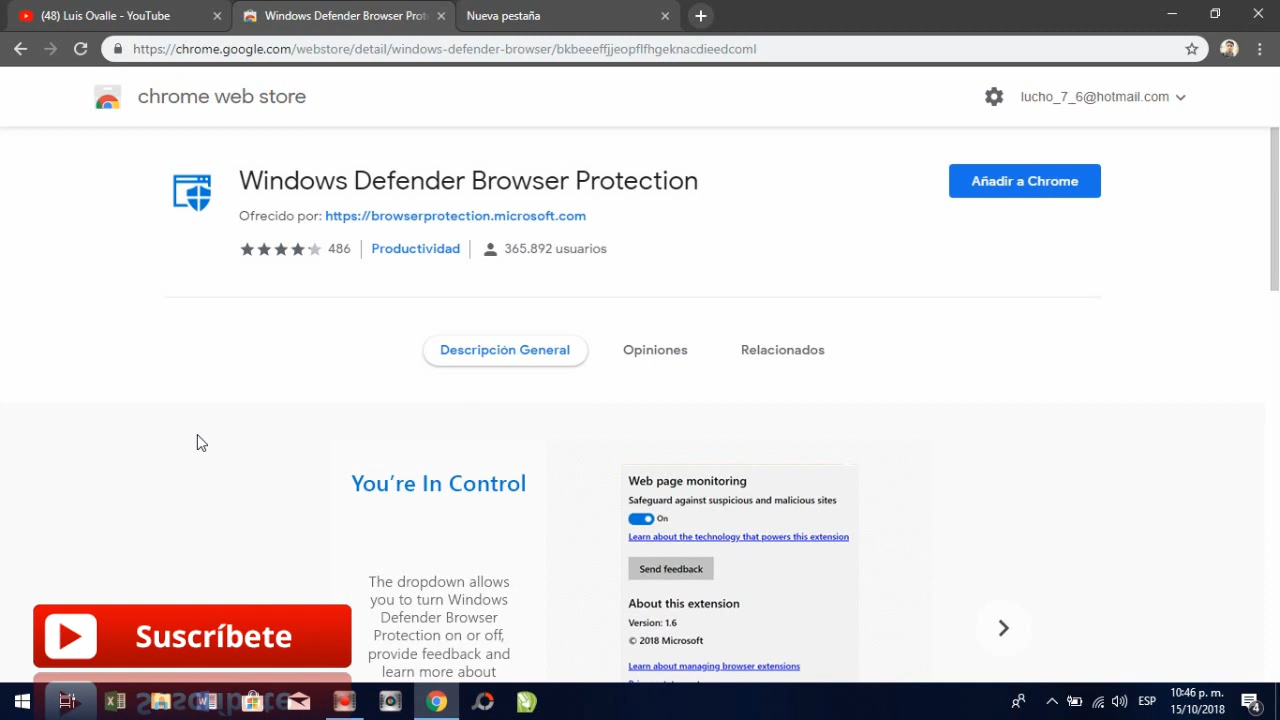 (48) Luis Ovalle - YouTube
Windows Defender Browser Prot
Nueva pestaña
https://chrome.google.com/webstore/detail/windows-defender-browser/bkbeeeffjjeopflfhgeknacdieedcoml
chrome web store
lucho_7_6@hotmail.com
Windows Defender Browser Protection
Añadir a Chrome
Ofrecido por: https://browserprotection.microsoft.com
486
Productividad
365.892 usuarios
Descripción General
Opiniones
Relacionados
You're In Control
The dropdown allows
you to turn Windows
Defender Browser
Protection on or off,
provide feedback and
learn more about
Web page monitoring
Safeguard against suspicious and malicious sites
On
Learn about the technology that powers this extension
Send feedback
About this extension
Version: 1.6
© 2018 Microsoft
Learn about managing browser extensions
Suscríbete
ESP
10:46 p. m.
15/10/2018
4